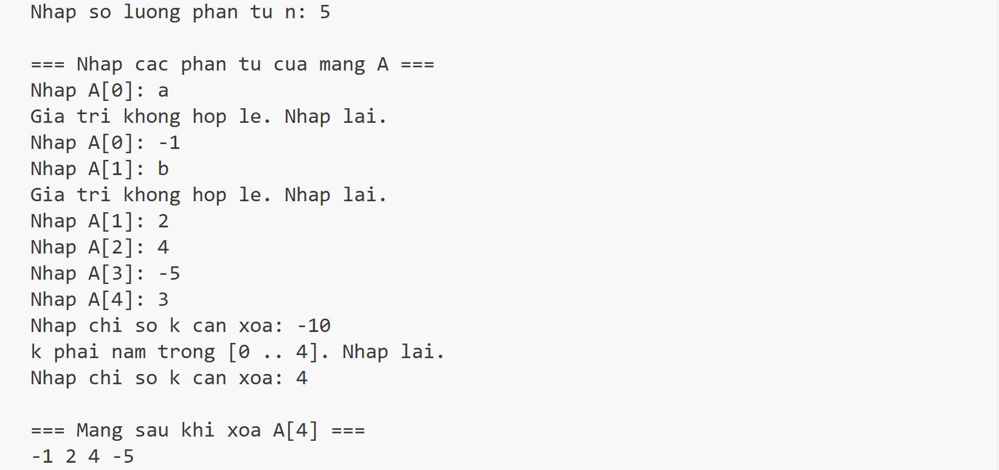 Nhap so luong phan tu n: 5
=== Nhap cac phan tu cua mang A ===
Nhap A[0]: a
Gia tri khong hop le. Nhap lai.
Nhap A[0]: -1
Nhap A[1]: b
Gia tri khong hop le. Nhap lai.
Nhap A[1]: 2
Nhap A[2]: 4
Nhap A[3]: -5
Nhap A[4]: 3
Nhap chi so k can xoa: -10
k phai nam trong [0 .. 4]. Nhap lai.
Nhap chi so k can xoa: 4
=== Mang sau khi xoa A[4] ===
-1 2 4 -5